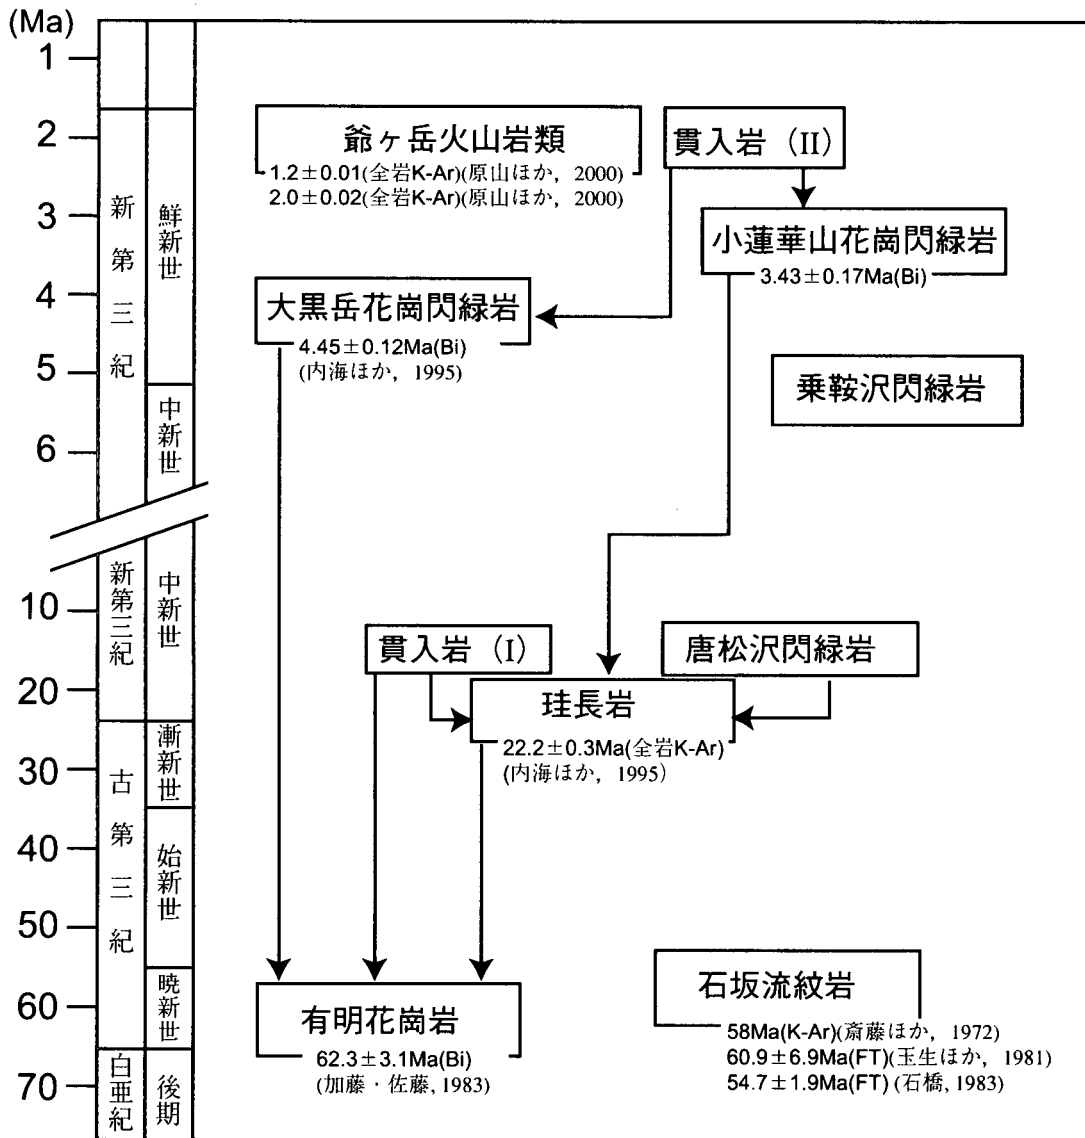 (Ma)
1
2
3
4
5
6
10
20
30
40
50
60
70
新第三紀
鮮新世
中新世
新第三紀
中新世
古第三紀
漸新世
始新世
暁新世
白亜紀
後期
爺ヶ岳火山岩類
1.2±0.01(全岩K-Ar)(原山ほか, 2000)
2.0±0.02(全岩K-Ar)(原山ほか, 2000)
貫入岩 (II)
小蓮華山花崗閃緑岩
3.43±0.17Ma(Bi)
大黒岳花崗閃緑岩
4.45±0.12Ma(Bi)
(内海ほか, 1995)
乗鞍沢閃緑岩
貫入岩 (I)
唐松沢閃緑岩
珪長岩
22.2±0.3Ma(全岩K-Ar)
(内海ほか, 1995)
有明花崗岩
62.3±3.1Ma(Bi)
(加藤・佐藤, 1983)
石坂流紋岩
58Ma(K-Ar)(斎藤ほか, 1972)
60.9±6.9Ma(FT)(玉生ほか, 1981)
54.7±1.9Ma(FT) (石橋, 1983)